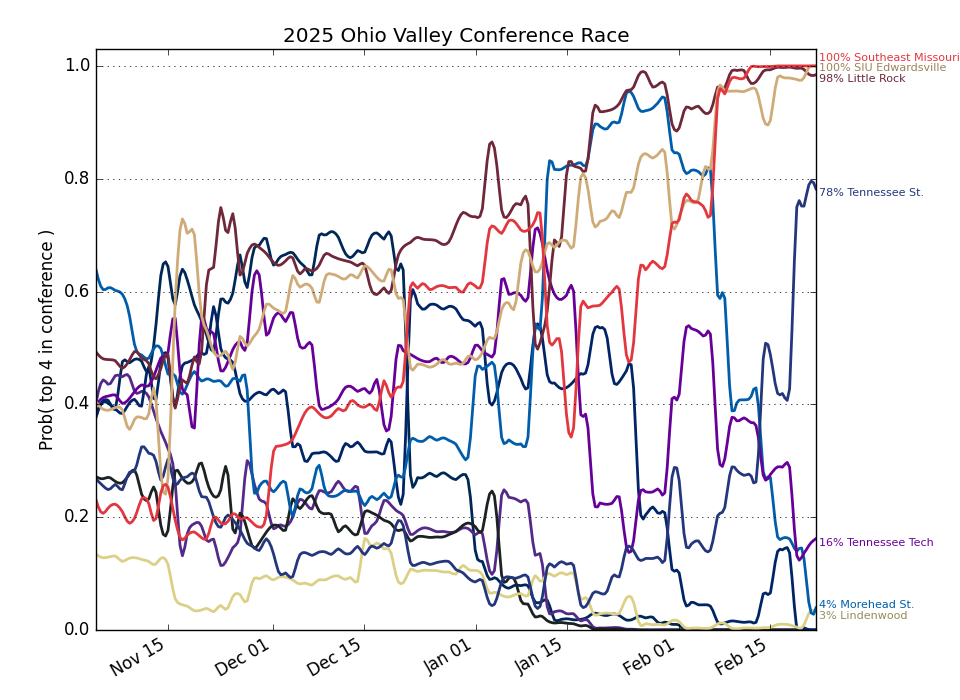 2025 Ohio Valley Conference Race
Prob( top 4 in conference )
1.0
0.8
0.6
0.4
0.2
0.0
Nov 15
Dec 01
Dec 15
Jan 01
Jan 15
Feb 01
Feb 15
100% Southeast Missouri
100% SIU Edwardsville
98% Little Rock
78% Tennessee St.
16% Tennessee Tech
4% Morehead St.
3% Lindenwood